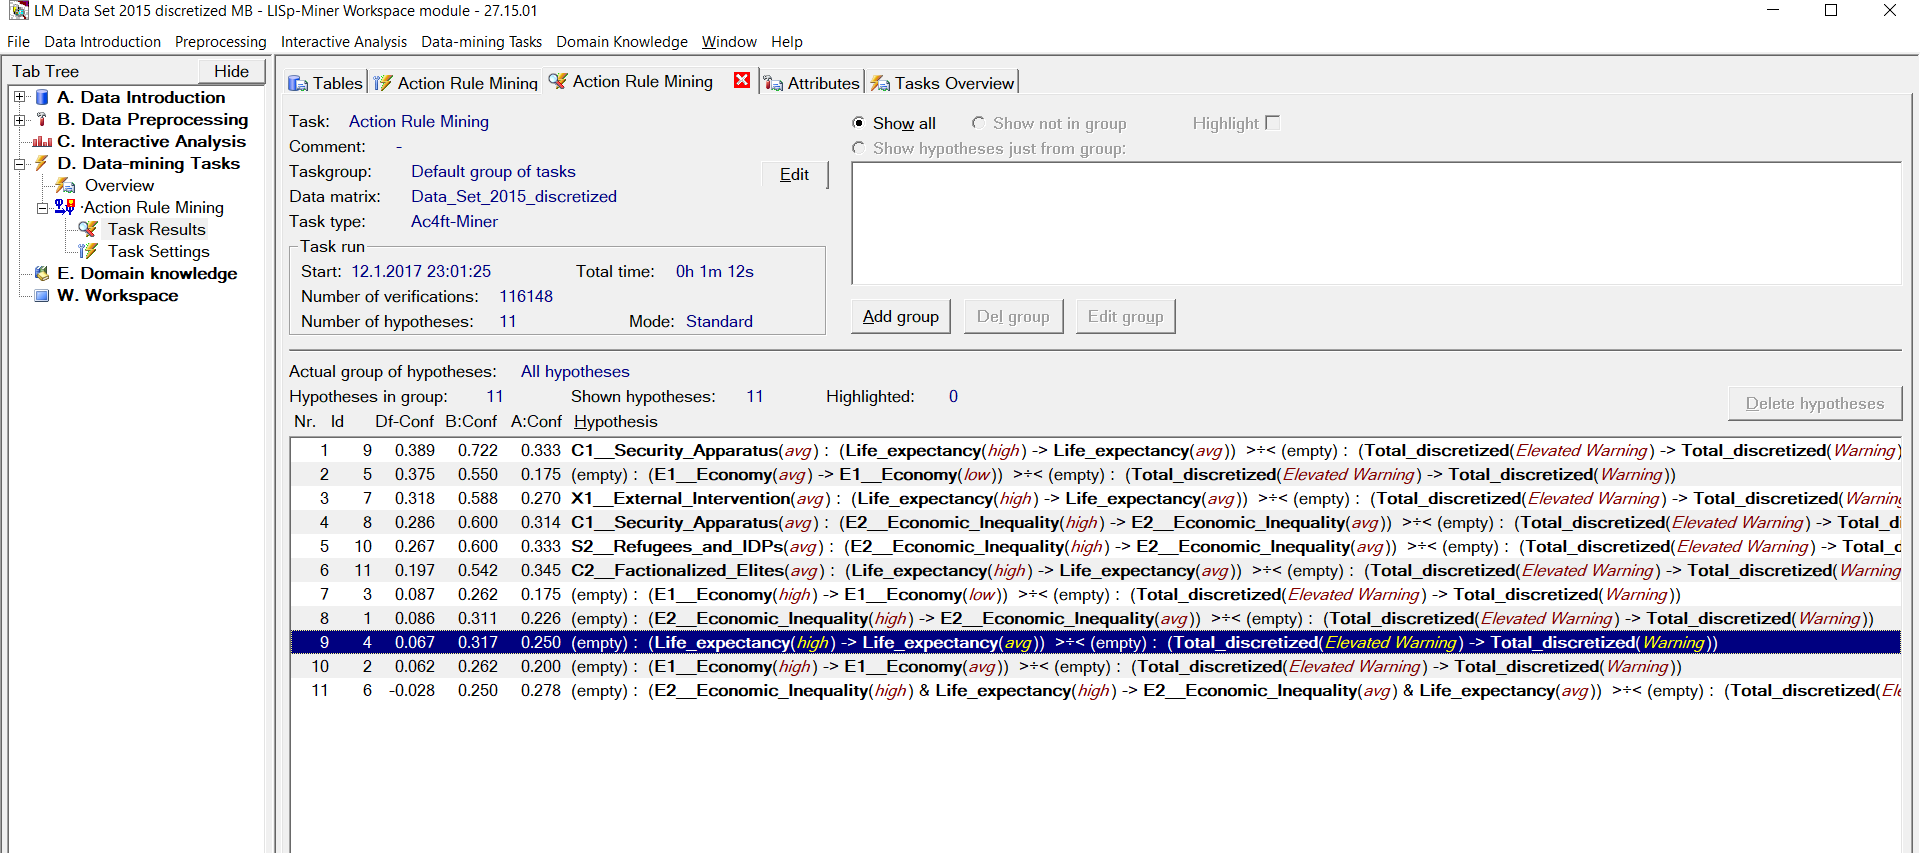 LM Data Set 2015 discretized MB - LISp-Miner Workspace module - 27.15.01
File Data Introduction Preprocessing Interactive Analysis Data-mining Tasks Domain Knowledge Window Help
Tab Tree Hide
A. Data Introduction
B. Data Preprocessing
C. Interactive Analysis
D. Data-mining Tasks
Overview
Action Rule Mining
Task Results
Task Settings
E. Domain knowledge
W. Workspace
Tables Action Rule Mining Action Rule Mining Attributes Tasks Overview
Task: Action Rule Mining
Comment: -
Taskgroup: Default group of tasks
Edit
Data matrix: Data_Set_2015_discretized
Task type: Ac4ft-Miner
Task run
Start: 12.1.2017 23:01:25 Total time: 0h 1m 12s
Number of verifications: 116148
Number of hypotheses: 11 Mode: Standard
Show all Show not in group Highlight
Show hypotheses just from group:
Add group Del group Edit group
Actual group of hypotheses: All hypotheses
Hypotheses in group: 11 Shown hypotheses: 11 Highlighted: 0
Delete hypotheses
Nr. Id Df-Conf B:Conf A:Conf Hypothesis
1 9 0.389 0.722 0.333 C1__Security_Apparatus(avg) : (Life_expectancy(high) -> Life_expectancy(avg)) >÷< (empty) : (Total_discretized(Elevated Warning) -> Total_discretized(Warning)
2 5 0.375 0.550 0.175 (empty) : (E1__Economy(avg) -> E1__Economy(low)) >÷< (empty) : (Total_discretized(Elevated Warning) -> Total_discretized(Warning))
3 7 0.318 0.588 0.270 X1__External_Intervention(avg) : (Life_expectancy(high) -> Life_expectancy(avg)) >÷< (empty) : (Total_discretized(Elevated Warning) -> Total_discretized(Warning
4 8 0.286 0.600 0.314 C1__Security_Apparatus(avg) : (E2__Economic_Inequality(high) -> E2__Economic_Inequality(avg)) >÷< (empty) : (Total_discretized(Elevated Warning) -> Total_di
5 10 0.267 0.600 0.333 S2__Refugees_and_IDPs(avg) : (E2__Economic_Inequality(high) -> E2__Economic_Inequality(avg)) >÷< (empty) : (Total_discretized(Elevated Warning) -> Total_d
6 11 0.197 0.542 0.345 C2__Factionalized_Elites(avg) : (Life_expectancy(high) -> Life_expectancy(avg)) >÷< (empty) : (Total_discretized(Elevated Warning) -> Total_discretized(Warning
7 3 0.087 0.262 0.175 (empty) : (E1__Economy(high) -> E1__Economy(low)) >÷< (empty) : (Total_discretized(Elevated Warning) -> Total_discretized(Warning))
8 1 0.086 0.311 0.226 (empty) : (E2__Economic_Inequality(high) -> E2__Economic_Inequality(avg)) >÷< (empty) : (Total_discretized(Elevated Warning) -> Total_discretized(Warning))
9 4 0.067 0.317 0.250 (empty) : (Life_expectancy(high) -> Life_expectancy(avg)) >÷< (empty) : (Total_discretized(Elevated Warning) -> Total_discretized(Warning))
10 2 0.062 0.262 0.200 (empty) : (E1__Economy(high) -> E1__Economy(avg)) >÷< (empty) : (Total_discretized(Elevated Warning) -> Total_discretized(Warning))
11 6 -0.028 0.250 0.278 (empty) : (E2__Economic_Inequality(high) & Life_expectancy(high) -> E2__Economic_Inequality(avg) & Life_expectancy(avg)) >÷< (empty) : (Total_discretized(Ele